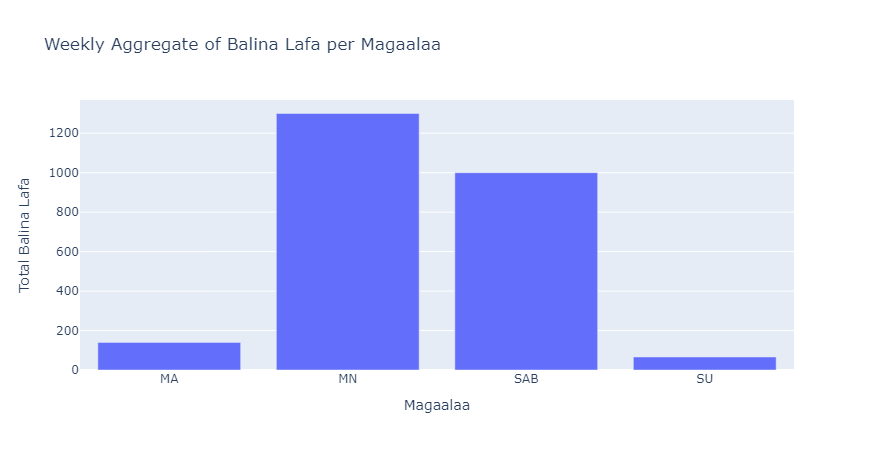 Weekly Aggregate of Balina Lafa per Magaalaa
Total Balina Lafa
1200
1000
800
600
400
200
0
MA MN SAB SU
Magaalaa